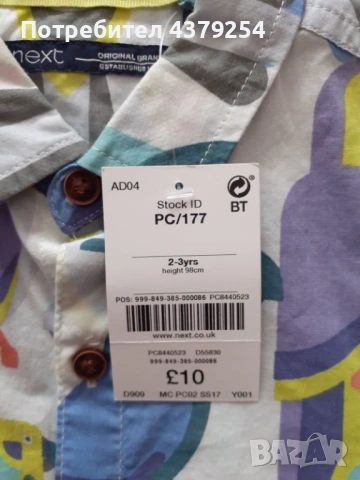 Потребител 4379254
next
ORIGINAL BRAND
ESTABLISHED
AD04
Stock ID
PC/177
BT
2-3yrs
height 98cm
POS: 999-849-385-000086 PC8440523
www.next.co.uk
PC8440523 D55830
999-849-385-000086
£10
D909 MC PC02 SS17 Y001
BAZAR
bg